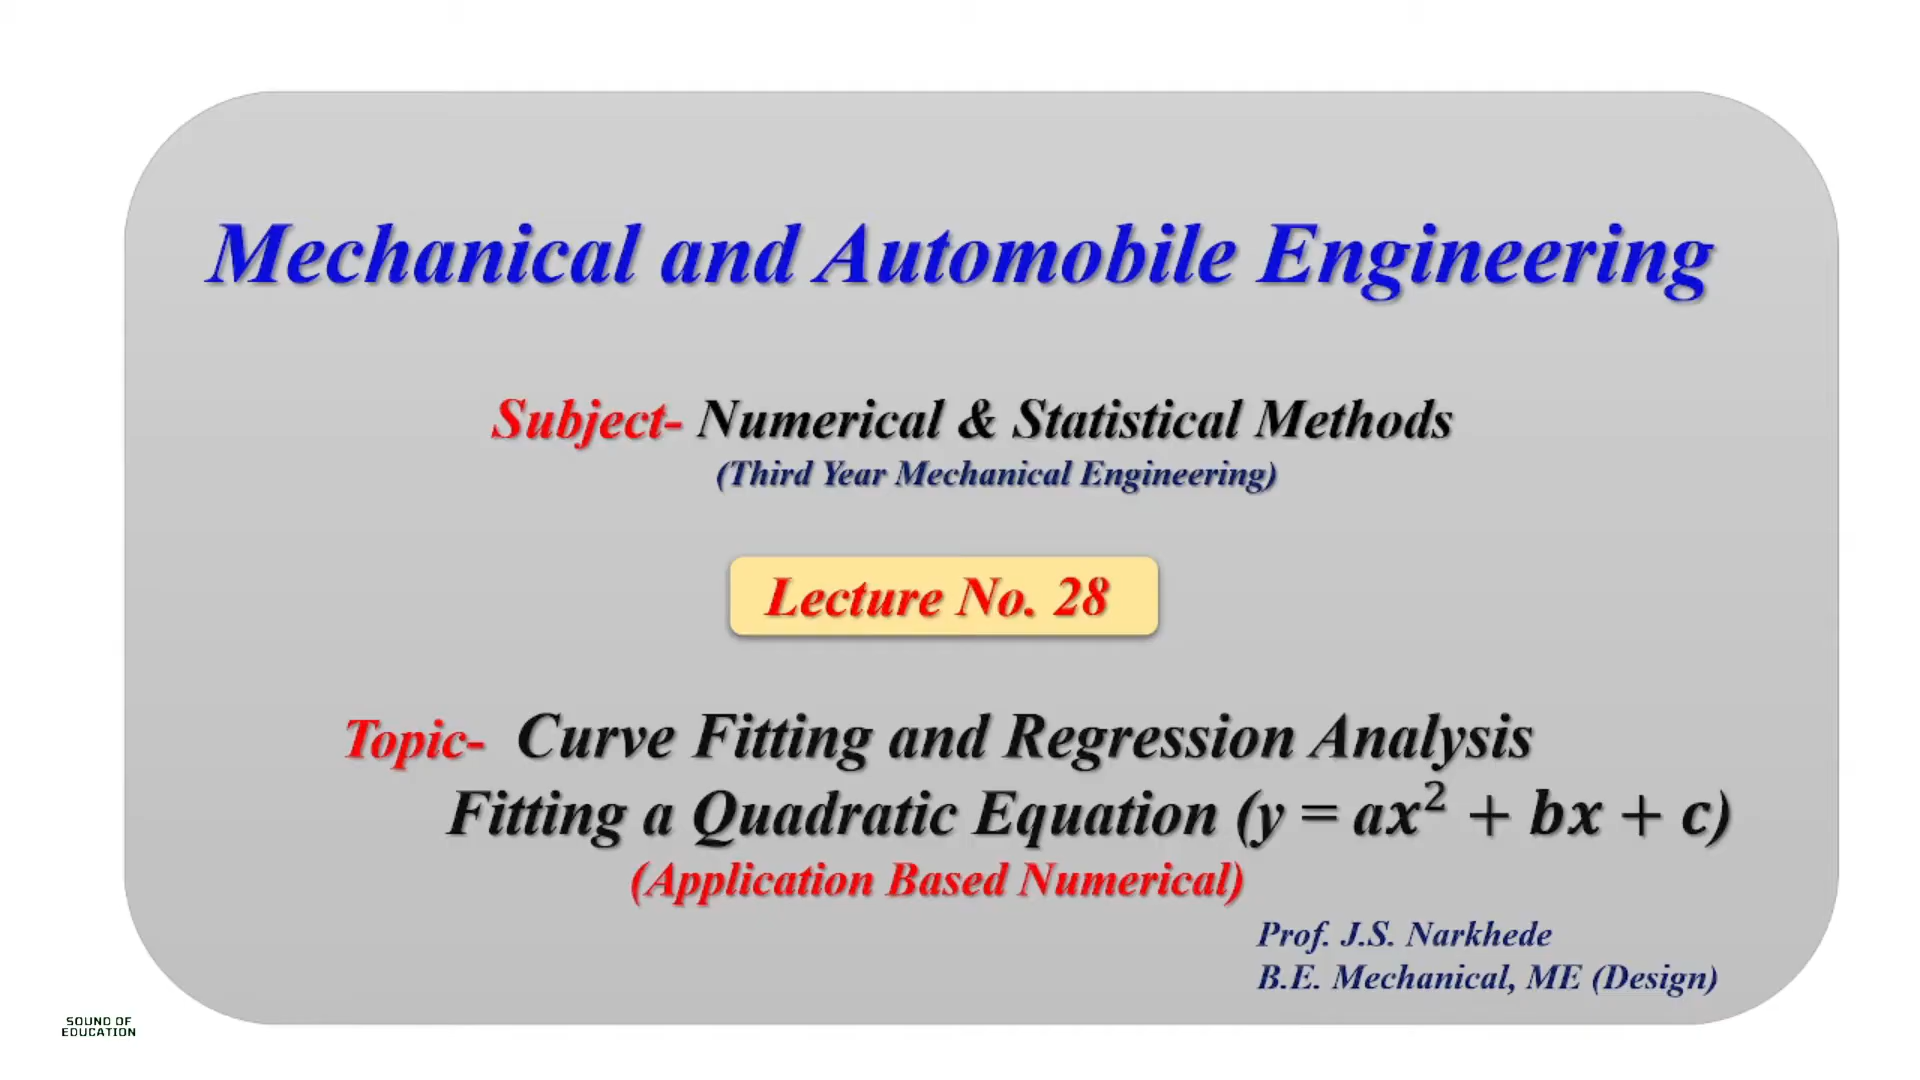 Mechanical and Automobile Engineering
Subject- Numerical & Statistical Methods
(Third Year Mechanical Engineering)
Lecture No. 28
Topic- Curve Fitting and Regression Analysis
Fitting a Quadratic Equation (y = ax² + bx + c)
(Application Based Numerical)
Prof. J.S. Narkhede
B.E. Mechanical, ME (Design)
SOUND OF
EDUCATION